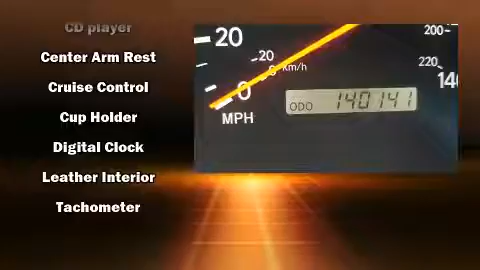 CD player
Center Arm Rest
Cruise Control
Cup Holder
Digital Clock
Leather Interior
Tachometer
20
20
0
km/h
0
MPH
ODO 140141
200
220
140